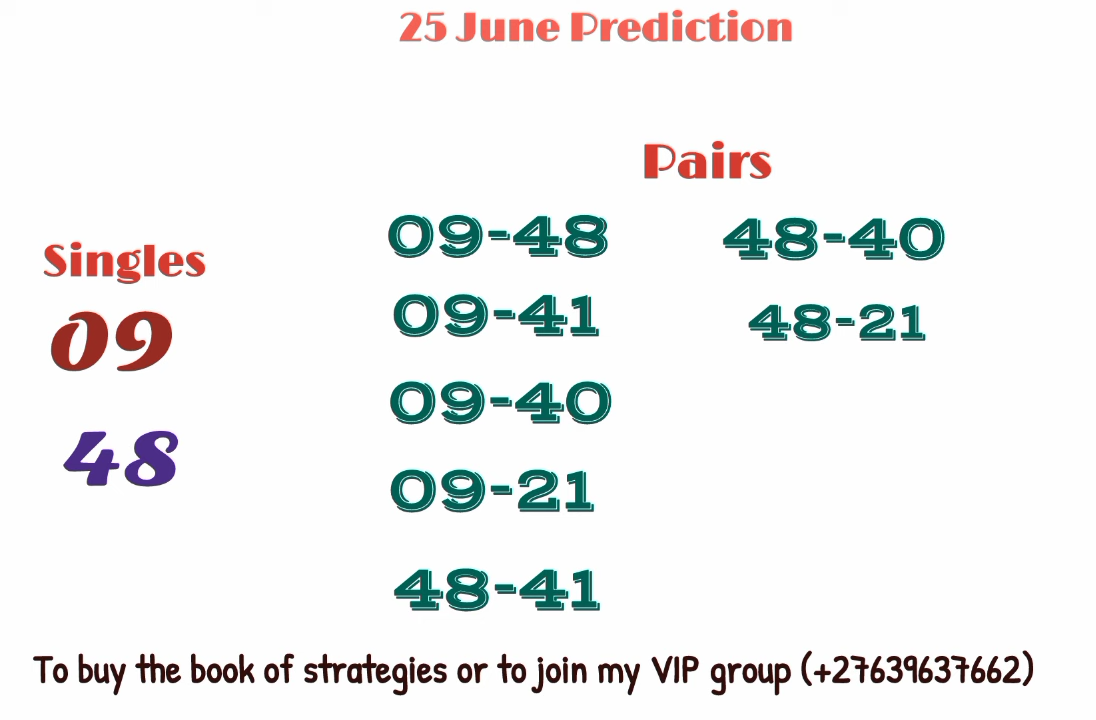 25 June Prediction
Pairs
Singles
09
48
09-48
09-41
09-40
09-21
48-41
48-40
48-21
To buy the book of strategies or to join my VIP group (+27639637662)